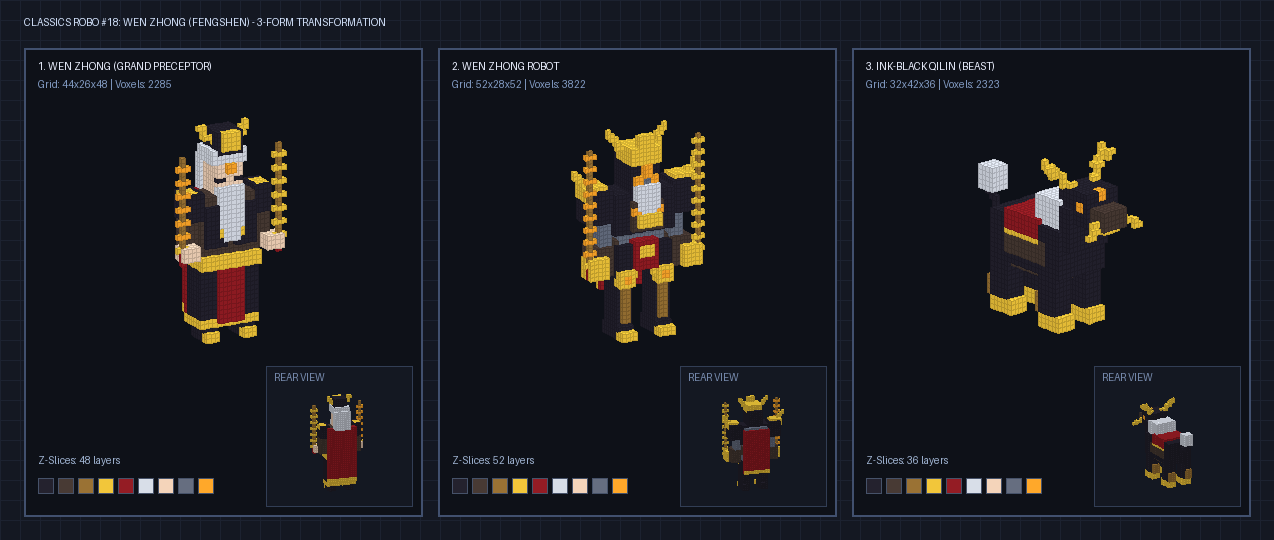 CLASSICS ROBO #18: WEN ZHONG (FENGSHEN) - 3-FORM TRANSFORMATION
1. WEN ZHONG (GRAND PRECEPTOR)
Grid: 44x26x48 | Voxels: 2285
REAR VIEW
Z-Slices: 48 layers
2. WEN ZHONG ROBOT
Grid: 52x28x52 | Voxels: 3822
REAR VIEW
Z-Slices: 52 layers
3. INK-BLACK QILIN (BEAST)
Grid: 32x42x36 | Voxels: 2323
REAR VIEW
Z-Slices: 36 layers